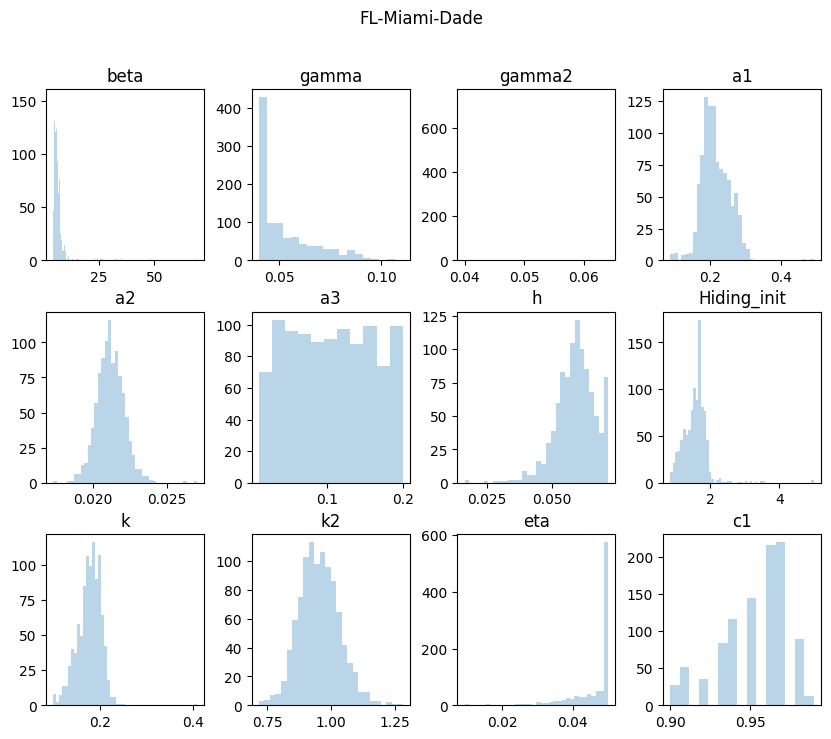 FL-Miami-Dade
beta gamma gamma2 a1
150 100 50 0
25 50
400 300 200 100 0
0.05 0.10
600 400 200 0
0.04 0.05 0.06
125 100 75 50 25 0
0.2 0.4
a2 a3 h Hiding_init
100 75 50 25 0
0.020 0.025
100 80 60 40 20 0
0.1 0.2
125 100 75 50 25 0
0.025 0.050
150 100 50 0
2 4
k k2 eta c1
100 75 50 25 0
0.2 0.4
100 80 60 40 20 0
0.75 1.00 1.25
600 400 200 0
0.02 0.04
200 150 100 50 0
0.90 0.95